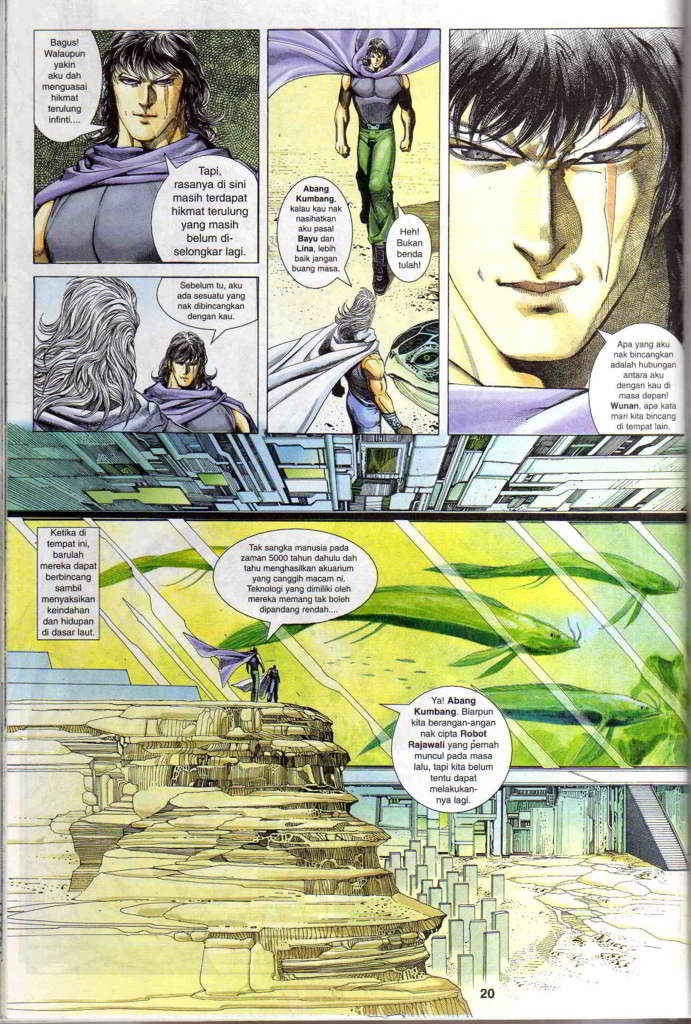 Bagus!
Walaupun
yakin
aku dah
menguasai
hikmat
terulung
infinti....
Tapi,
rasanya di sini
masih terdapat
hikmat terulung
yang masih
belum di-
selongkar lagi.
Sebelum tu, aku
ada sesuatu yang
nak dibincangkan
dengan kau.
Abang
Kumbang,
kalau kau nak
nasihatkan
aku pasal
Bayu dan
Lina, lebih
baik jangan
buang masa.
Heh!
Bukan
benda
tulah!
Apa yang aku
nak bincangkan
adalah hubungan
antara aku
dengan kau di
masa depan!
Wunan, apa kata
mari kita bincang
di tempat lain.
Ketika di
tempat ini,
barulah
mereka dapat
berbincang
sambil
menyaksikan
keindahan
dan hidupan
di dasar laut.
Tak sangka manusia pada
zaman 5000 tahun dahulu dah
tahu menghasilkan akuarium
yang canggih macam ni.
Teknologi yang dimiliki oleh
mereka memang tak boleh
dipandang rendah....
Ya! Abang
Kumbang. Biarpun
kita berangan-angan
nak cipta Robot
Rajawali yang pernah
muncul pada masa
lalu, tapi kita belum
tentu dapat
melakukan-
nya lagi.
20